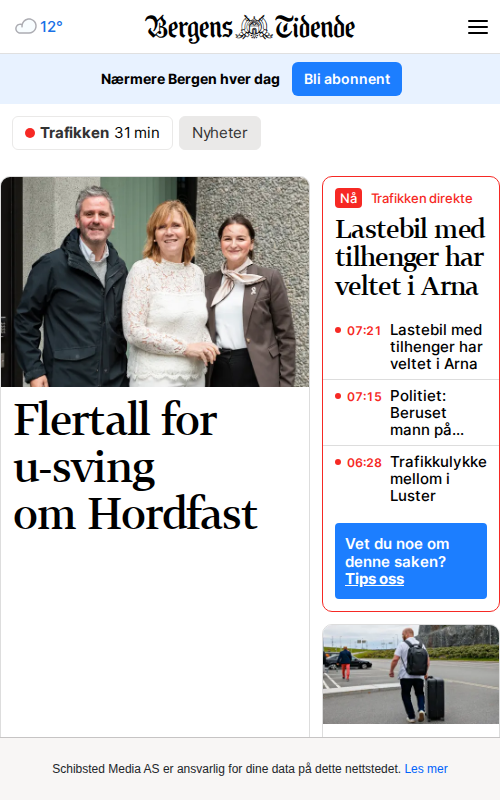 12°
Bergens Tidende
Nærmere Bergen hver dag
Bli abonnent
Trafikken 31 min
Nyheter
Flertall for
u-sving
om Hordfast
Nå Trafikken direkte
Lastebil med
tilhenger har
veltet i Arna
07:21 Lastebil med
tilhenger har
veltet i Arna
07:15 Politiet:
Beruset
mann på...
06:28 Trafikkulykke
mellom i
Luster
Vet du noe om
denne saken?
Tips oss
Schibsted Media AS er ansvarlig for dine data på dette nettstedet. Les mer